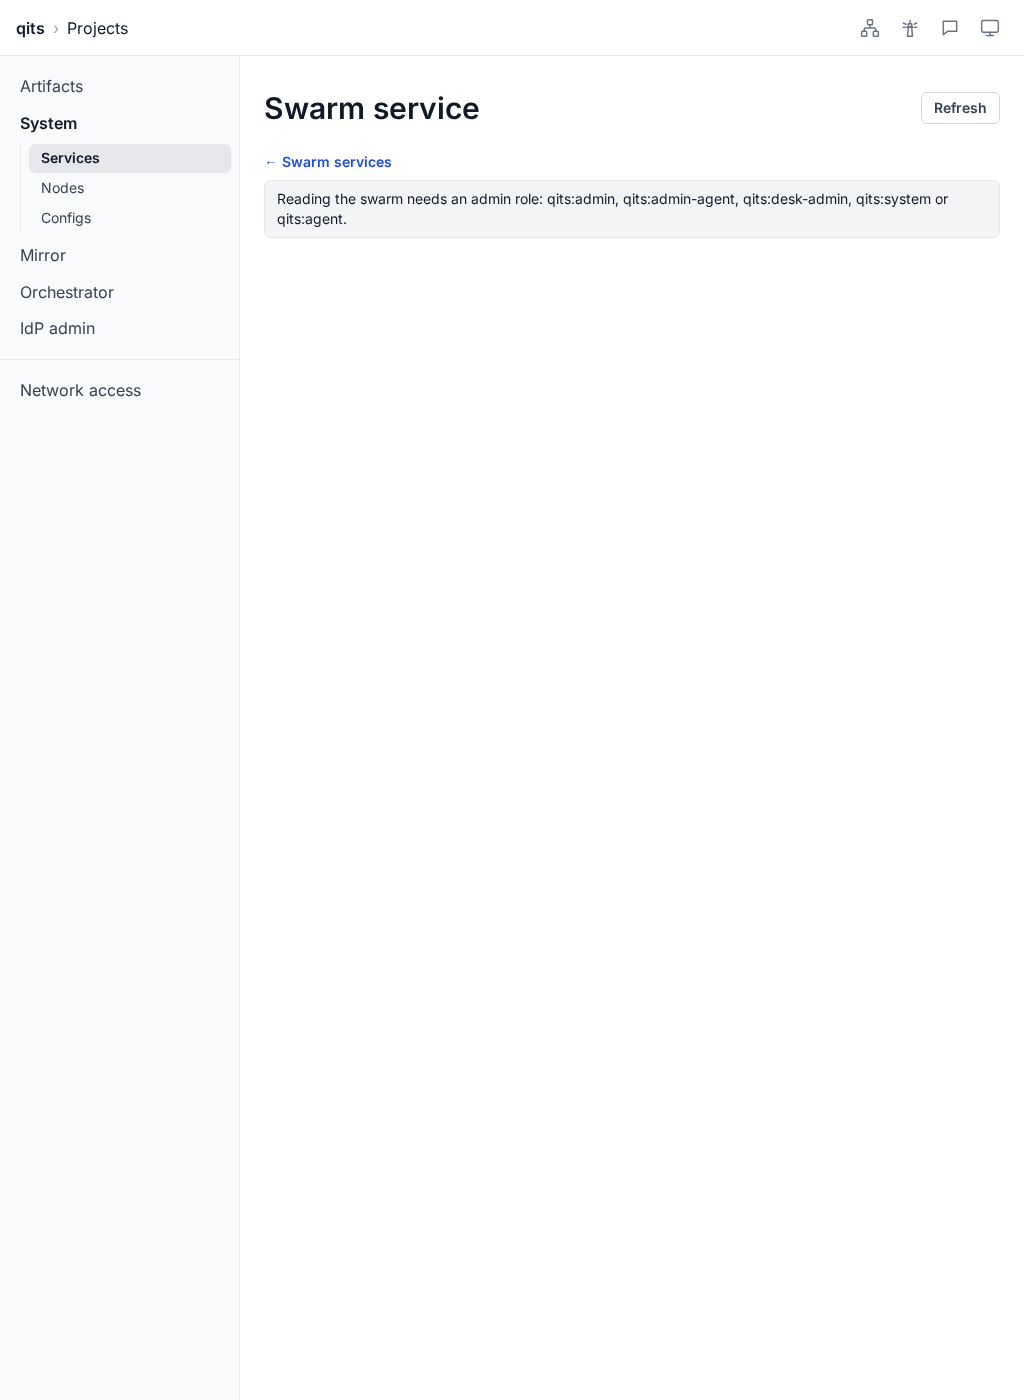 qits › Projects
Artifacts
System
Services
Nodes
Configs
Mirror
Orchestrator
IdP admin
Network access
Swarm service
Refresh
← Swarm services
Reading the swarm needs an admin role: qits:admin, qits:admin-agent, qits:desk-admin, qits:system or
qits:agent.